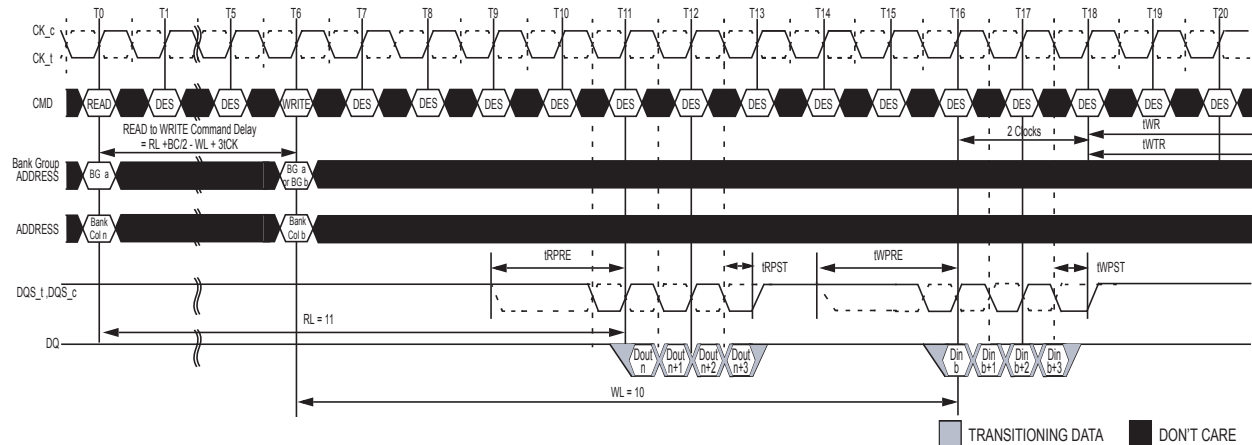 T0 T1 T5 T6 T7 T8 T9 T10 T11 T12 T13 T14 T15 T16 T17 T18 T19 T20
CK_c
CK_t
CMD READ DES DES WRITE DES DES DES DES DES DES DES DES DES DES DES DES DES DES
READ to WRITE Command Delay
= RL +BC/2 - WL + 3tCK
2 Clocks
tWR
tWTR
Bank Group
ADDRESS
BG a
BG a
or BG b
ADDRESS
Bank
Col n
Bank
Col b
tRPRE
tRPST
tWPRE
tWPST
DQS_t ,DQS_c
RL = 11
DQ
Dout
n
Dout
n+1
Dout
n+2
Dout
n+3
Din
b
Din
b+1
Din
b+2
Din
b+3
WL = 10
TRANSITIONING DATA
DON'T CARE